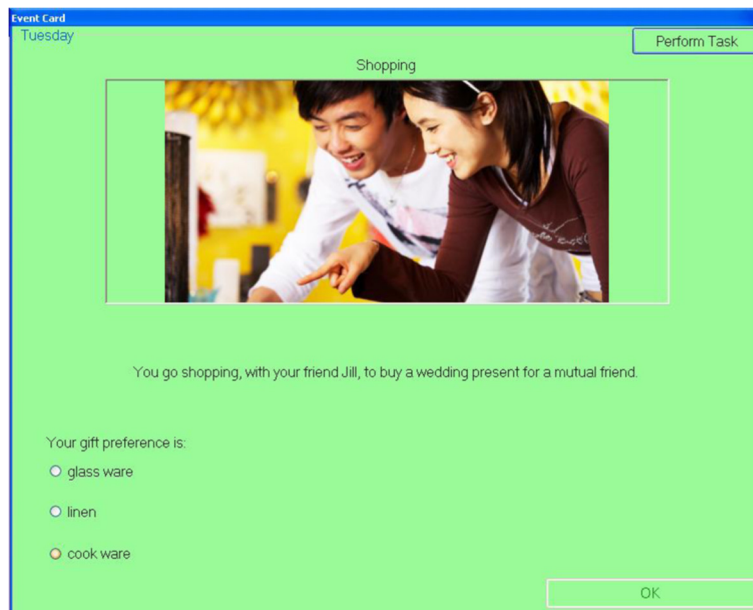 Event Card
Tuesday
Perform Task
Shopping
You go shopping, with your friend Jill, to buy a wedding present for a mutual friend.
Your gift preference is:
glass ware
linen
cook ware
OK